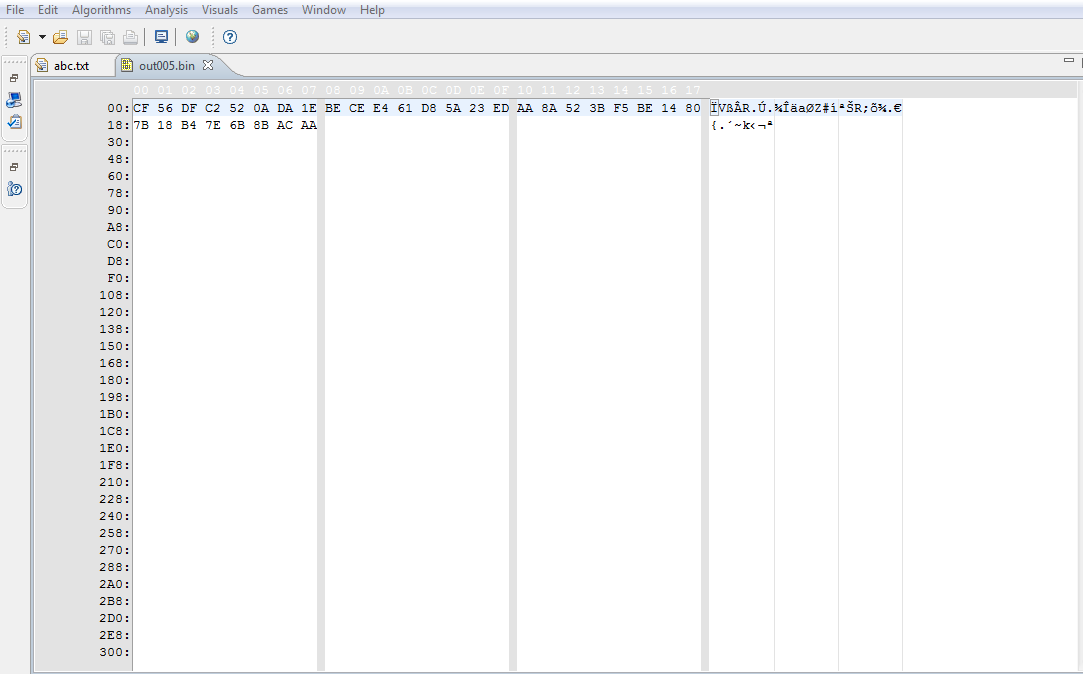 File Edit Algorithms Analysis Visuals Games Window Help
abc.txt out005.bin
00 01 02 03 04 05 06 07 08 09 0A 0B 0C 0D 0E 0F 10 11 12 13 14 15 16 17
00: CF 56 DF C2 52 0A DA 1E BE CE E4 61 D8 5A 23 ED AA 8A 52 3B F5 BE 14 80 ÏVßÂR.Ú.¾ÎäaØZ#íªŠR;õ¾.€
18: 7B 18 B4 7E 6B 8B AC AA {.´~k‹¬ª
30:
48:
60:
78:
90:
A8:
C0:
D8:
F0:
108:
120:
138:
150:
168:
180:
198:
1B0:
1C8:
1E0:
1F8:
210:
228:
240:
258:
270:
288:
2A0:
2B8:
2D0:
2E8:
300: